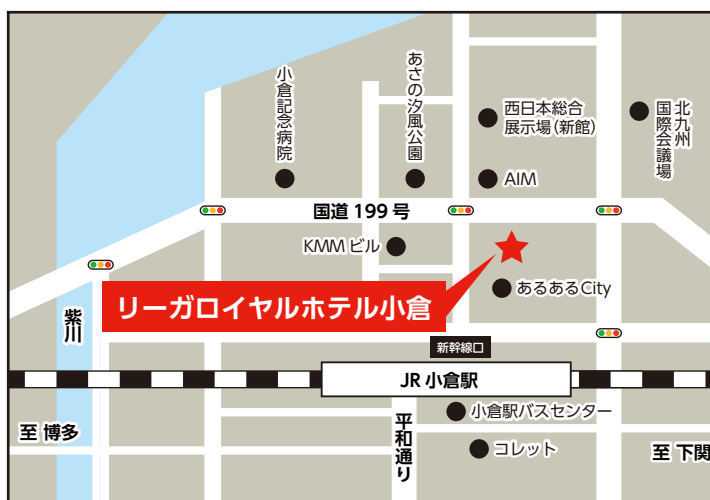 小倉記念病院
あさの汐風公園
西日本総合
展示場(新館)
北九州
国際会議場
AIM
国道 199 号
KMM ビル
あるあるCity
リーガロイヤルホテル小倉
紫川
新幹線口
JR 小倉駅
小倉駅バスセンター
至 博多
平和通り
コレット
至 下関